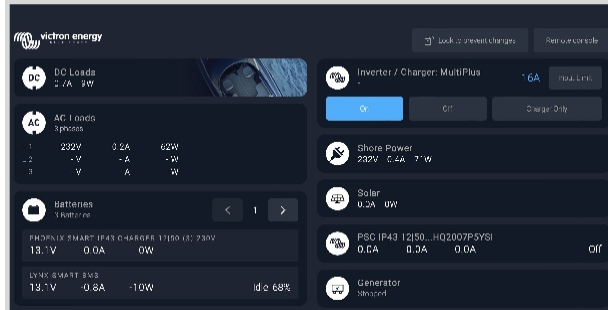 victron energy
Lock to prevent changes
Remote console
DC Loads
0.7A 9W
AC Loads
3 phases
1 232V 0.2A 62W
L2 - V - A - W
3 V A W
Batteries
3 Batteries
1
PHOENIX SMART IP43 CHARGER 12|50 (3) 230V
13.1V 0.0A 0W
LYNX SMART BMS
13.1V -0.8A -10W Idle 68%
Inverter / Charger: MultiPlus
-
16A
Input Limit
On
Off
Charger Only
Shore Power
232V 0.4A 71W
Solar
0.0A 0W
PSC IP43 12|50...HQ2007P5YSI
0.0A 0.0A 0.0A Off
Generator
Stopped